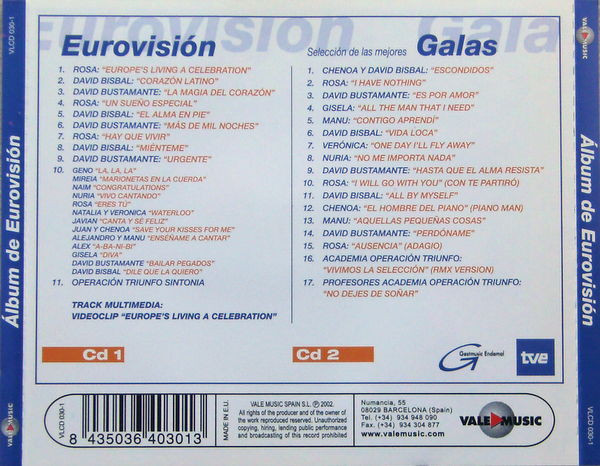 Eurovisión
1. ROSA: “EUROPE'S LIVING A CELEBRATION”
2. DAVID BISBAL: “CORAZÓN LATINO”
3. DAVID BUSTAMANTE: “LA MAGIA DEL CORAZÓN”
4. ROSA: “UN SUEÑO ESPECIAL”
5. DAVID BISBAL: “EL ALMA EN PIE”
6. DAVID BUSTAMANTE: “MÁS DE MIL NOCHES”
7. ROSA: “HAY QUE VIVIR”
8. DAVID BISBAL: “MIÉNTEME”
9. DAVID BUSTAMANTE: “URGENTE”
10. GENO “LA, LA, LA”
MIREIA “MARIONETAS EN LA CUERDA”
NAIM “CONGRATULATIONS”
NURIA “VIVO CANTANDO”
ROSA “ERES TÚ”
NATALIA Y VERONICA “WATERLOO”
JAVIAN “CANTA Y SÉ FELIZ”
JUAN Y CHENOA “SAVE YOUR KISSES FOR ME”
ALEJANDRO Y MANU “ENSÉÑAME A CANTAR”
ALEX “A-BA-NI-BI”
GISELA “DIVA”
DAVID BUSTAMANTE “BAILAR PEGADOS”
DAVID BISBAL “DILE QUE LA QUIERO”
11. OPERACIÓN TRIUNFO SINTONIA
TRACK MULTIMEDIA:
VIDEOCLIP “EUROPE'S LIVING A CELEBRATION”
Cd 1
Selección de las mejores Galas
1. CHENOA Y DAVID BISBAL: “ESCONDIDOS”
2. ROSA: “I HAVE NOTHING”
3. DAVID BUSTAMANTE: “ES POR AMOR”
4. GISELA: “ALL THE MAN THAT I NEED”
5. MANU: “CONTIGO APRENDÍ”
6. DAVID BISBAL: “VIDA LOCA”
7. VERÓNICA: “ONE DAY I'LL FLY AWAY”
8. NURIA: “NO ME IMPORTA NADA”
9. DAVID BUSTAMANTE: “HASTA QUE EL ALMA RESISTA”
10. ROSA: “I WILL GO WITH YOU” (CON TE PARTIRÓ)
11. DAVID BISBAL: “ALL BY MYSELF”
12. CHENOA: “EL HOMBRE DEL PIANO” (PIANO MAN)
13. MANU: “AQUELLAS PEQUEÑAS COSAS”
14. DAVID BUSTAMANTE: “PERDÓNAME”
15. ROSA: “AUSENCIA” (ADAGIO)
16. ACADEMIA OPERACIÓN TRIUNFO:
“VIVIMOS LA SELECCIÓN” (RMX VERSION)
17. PROFESORES ACADEMIA OPERACIÓN TRIUNFO:
“NO DEJES DE SOÑAR”
Cd 2
Gestmusic Endemol
tve
8 435036 403013
MADE IN E.U.
VALE MUSIC SPAIN S.L. Ⓟ 2002.
All rights of the producer and of the owner of
the work reproduced reserved. Unauthorized
copying, hiring, lending public performance
and broadcasting of this record prohibited
Numancia, 55
08029 BARCELONA (Spain)
Tel. (+34) 934 948 090
Fax. (+34) 934 304 877
www.valemusic.com
VALE MUSIC
VLCD 030-1
Álbum de Eurovisión
VALE MUSIC
VLCD 030-1
VALE MUSIC
Álbum de Eurovisión
VLCD 030-1
Eurovisión Galas